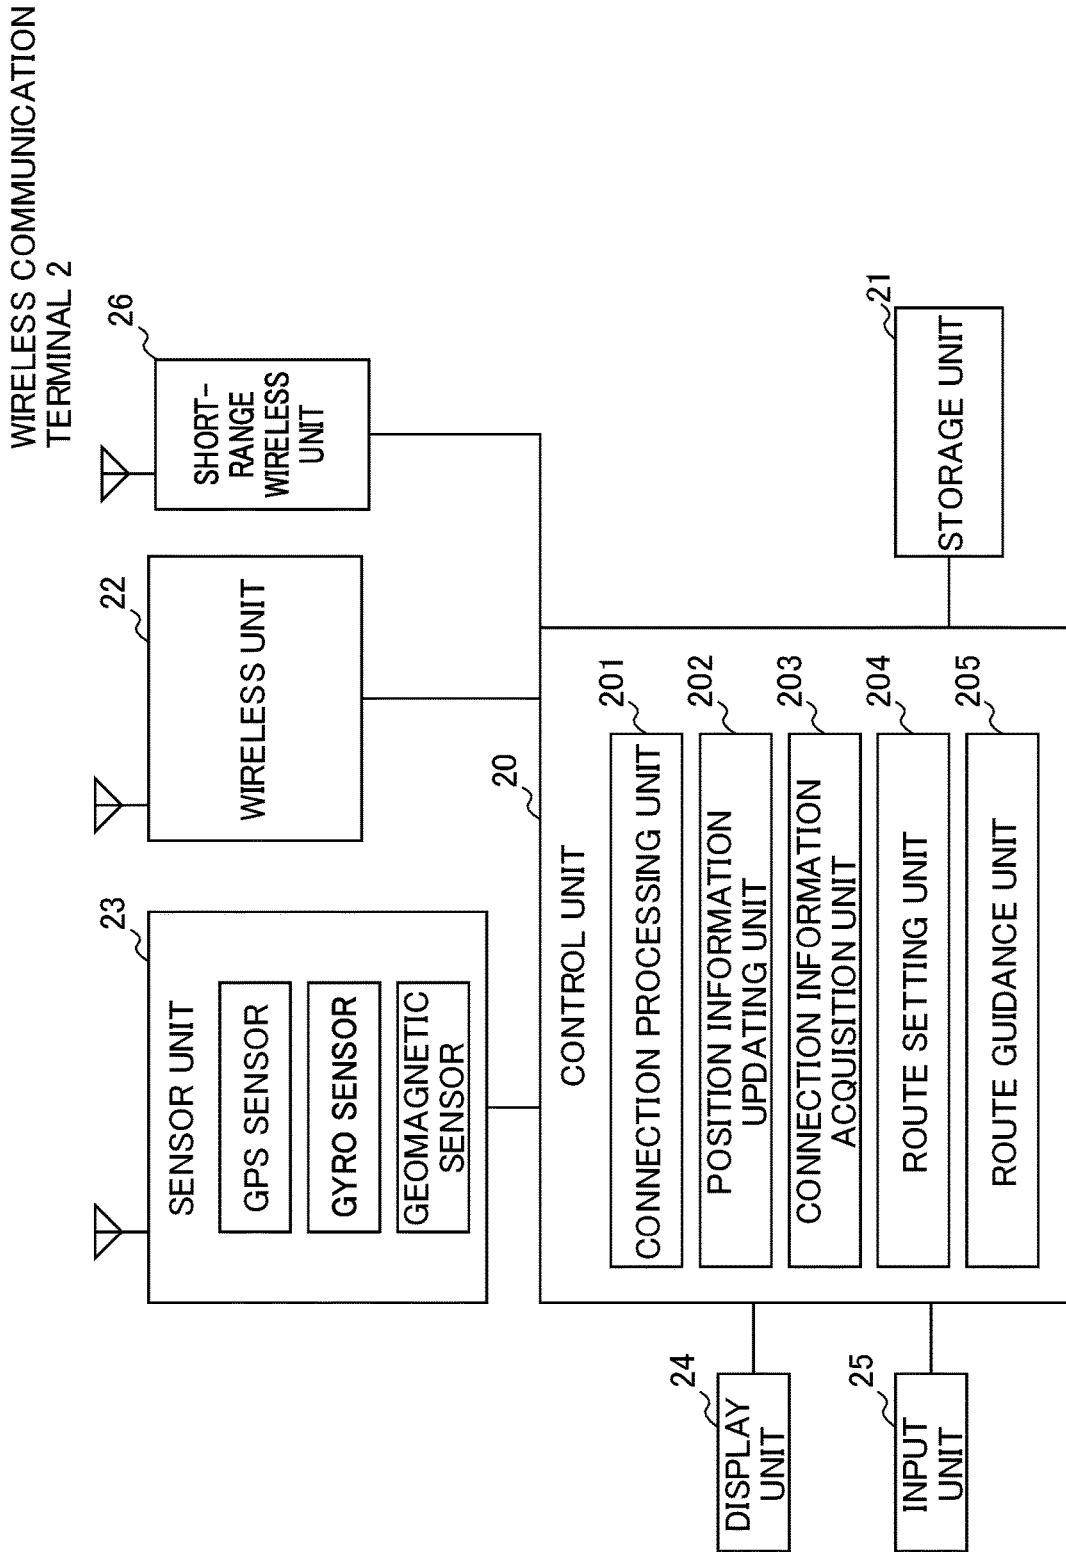 WIRELESS COMMUNICATION
TERMINAL 2
23
SENSOR UNIT
GPS SENSOR
GYRO SENSOR
GEOMAGNETIC
SENSOR
22
WIRELESS UNIT
26
SHORT-
RANGE
WIRELESS
UNIT
20
CONTROL UNIT
CONNECTION PROCESSING UNIT
201
POSITION INFORMATION
UPDATING UNIT
202
CONNECTION INFORMATION
ACQUISITION UNIT
203
ROUTE SETTING UNIT
204
ROUTE GUIDANCE UNIT
205
24
DISPLAY
UNIT
25
INPUT
UNIT
21
STORAGE UNIT